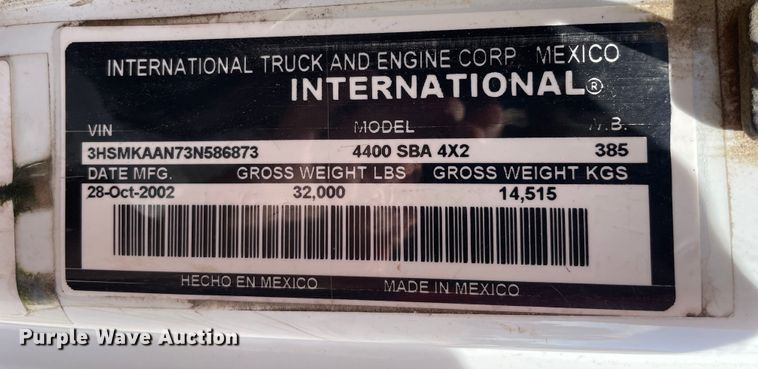 INTERNATIONAL TRUCK AND ENGINE CORP. MEXICO
INTERNATIONAL®
VIN MODEL W.B.
3HSMKAAN73N586873 4400 SBA 4X2 385
DATE MFG. GROSS WEIGHT LBS GROSS WEIGHT KGS
28-Oct-2002 32,000 14,515
HECHO EN MEXICO MADE IN MEXICO
Purple Wave Auction